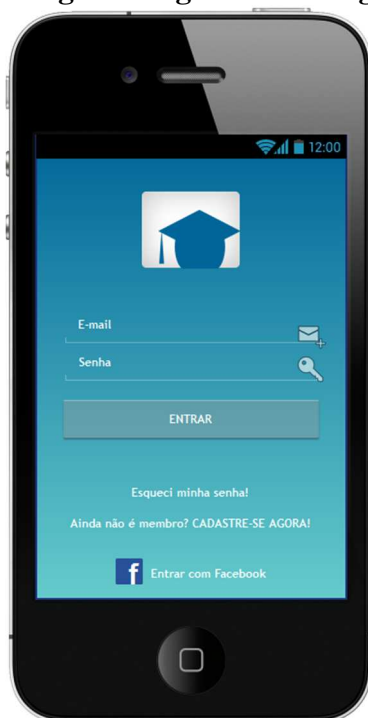 12:00
E-mail
Senha
ENTRAR
Esqueci minha senha!
Ainda não é membro? CADASTRE-SE AGORA!
f Entrar com Facebook